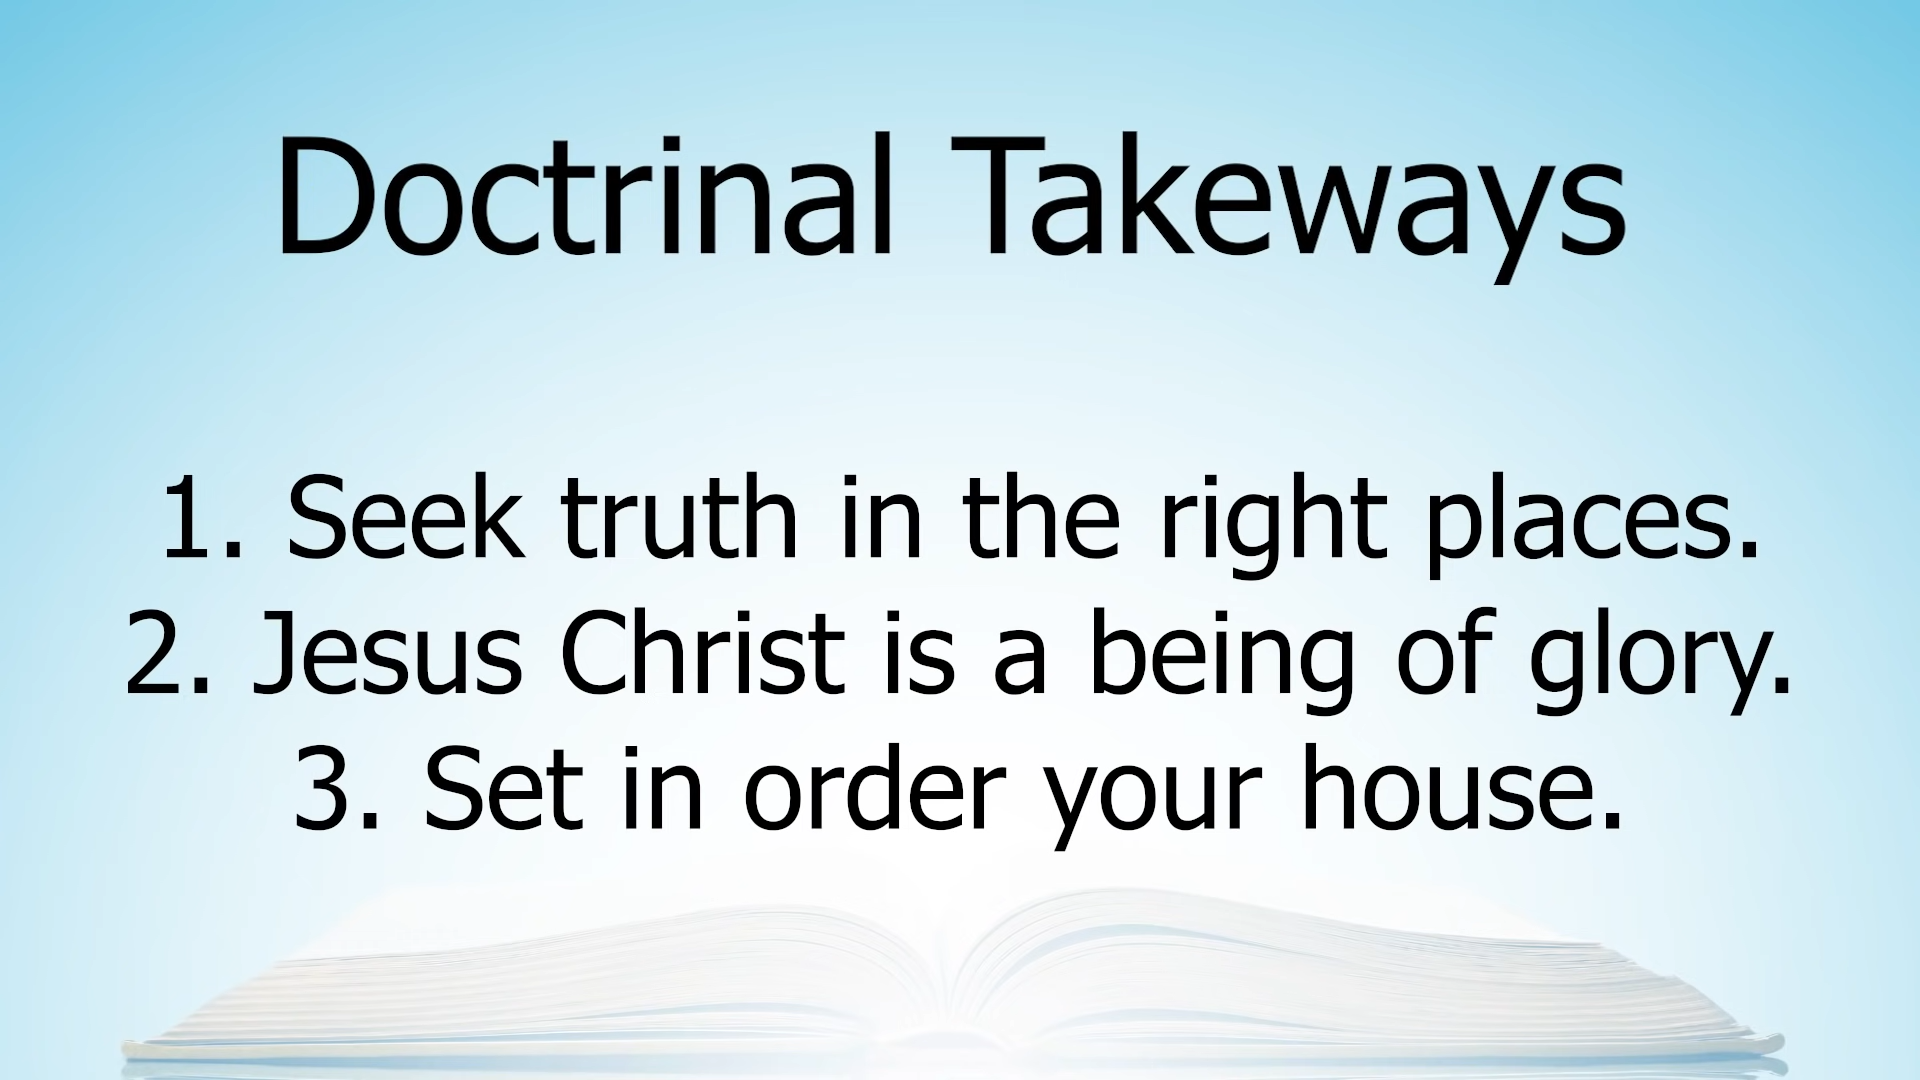 Doctrinal Takeways
1. Seek truth in the right places.
2. Jesus Christ is a being of glory.
3. Set in order your house.